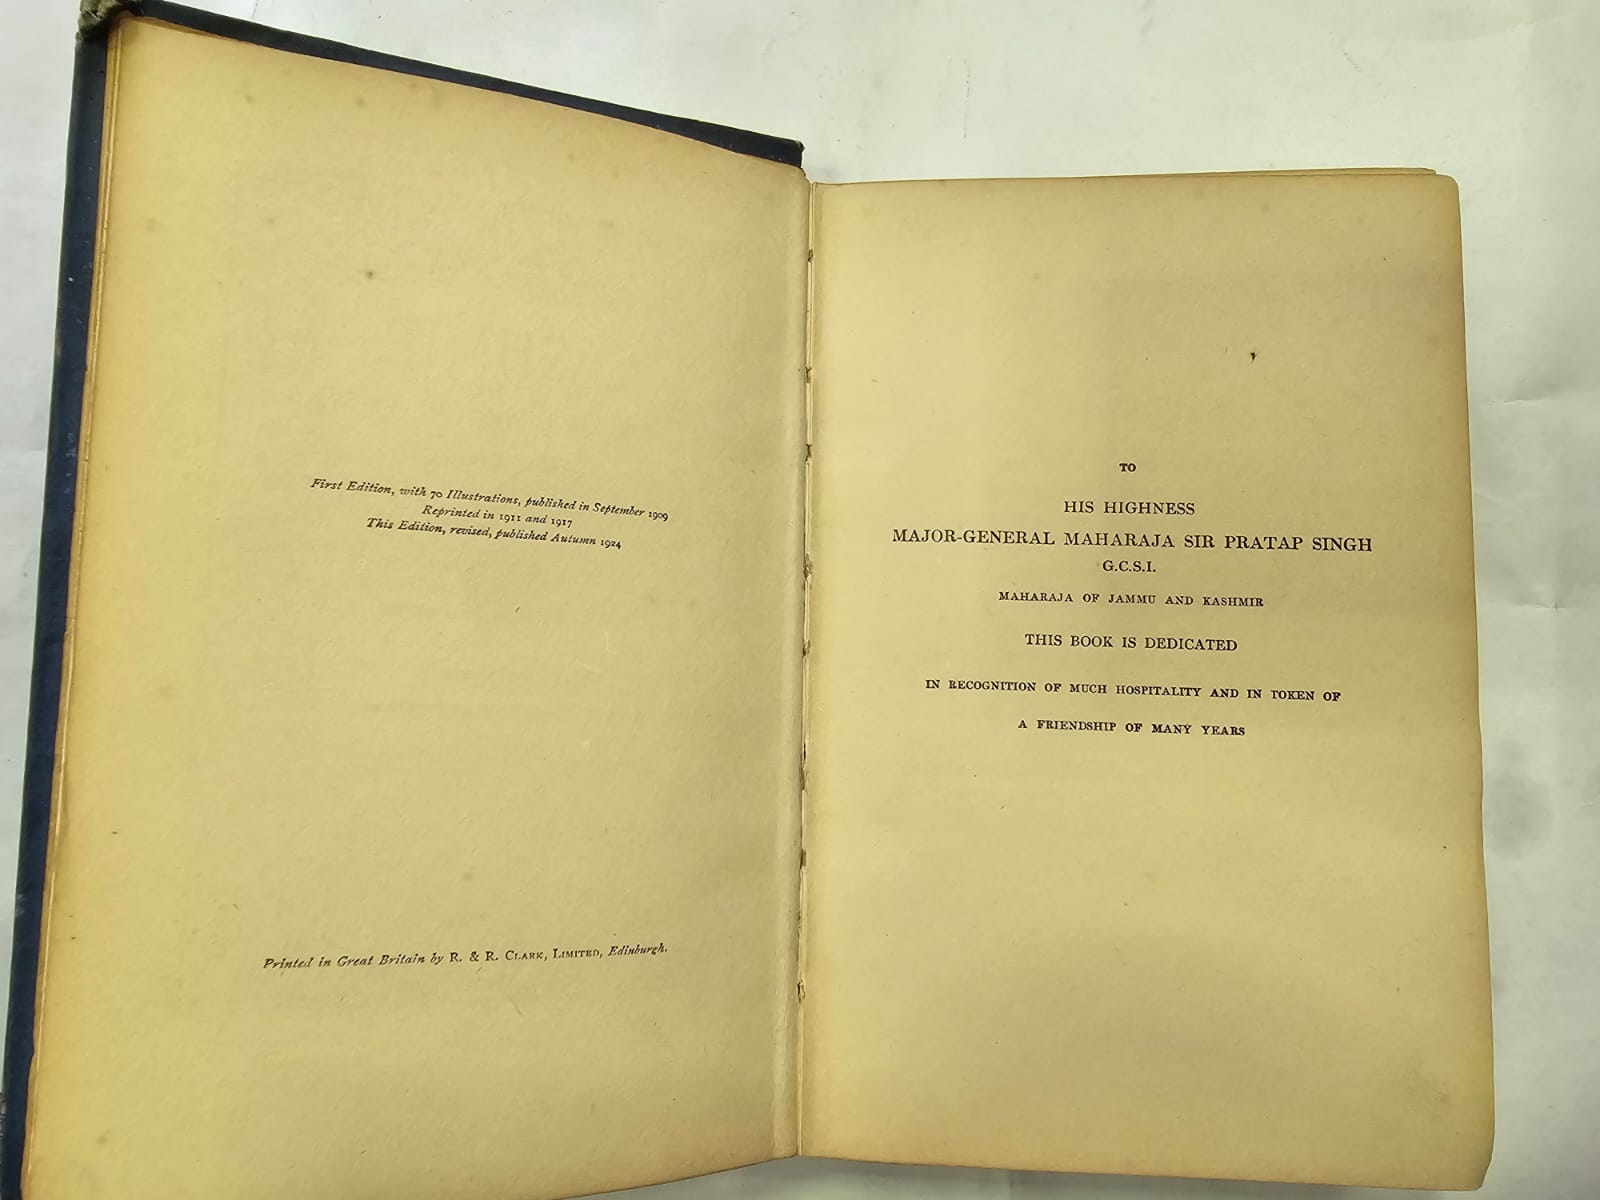 First Edition, with 70 Illustrations, published in September 1909
Reprinted in 1911 and 1917
This Edition, revised, published Autumn 1924
Printed in Great Britain by R. & R. CLARK, LIMITED, Edinburgh.
TO
HIS HIGHNESS
MAJOR-GENERAL MAHARAJA SIR PRATAP SINGH
G.C.S.I.
MAHARAJA OF JAMMU AND KASHMIR
THIS BOOK IS DEDICATED
IN RECOGNITION OF MUCH HOSPITALITY AND IN TOKEN OF
A FRIENDSHIP OF MANY YEARS